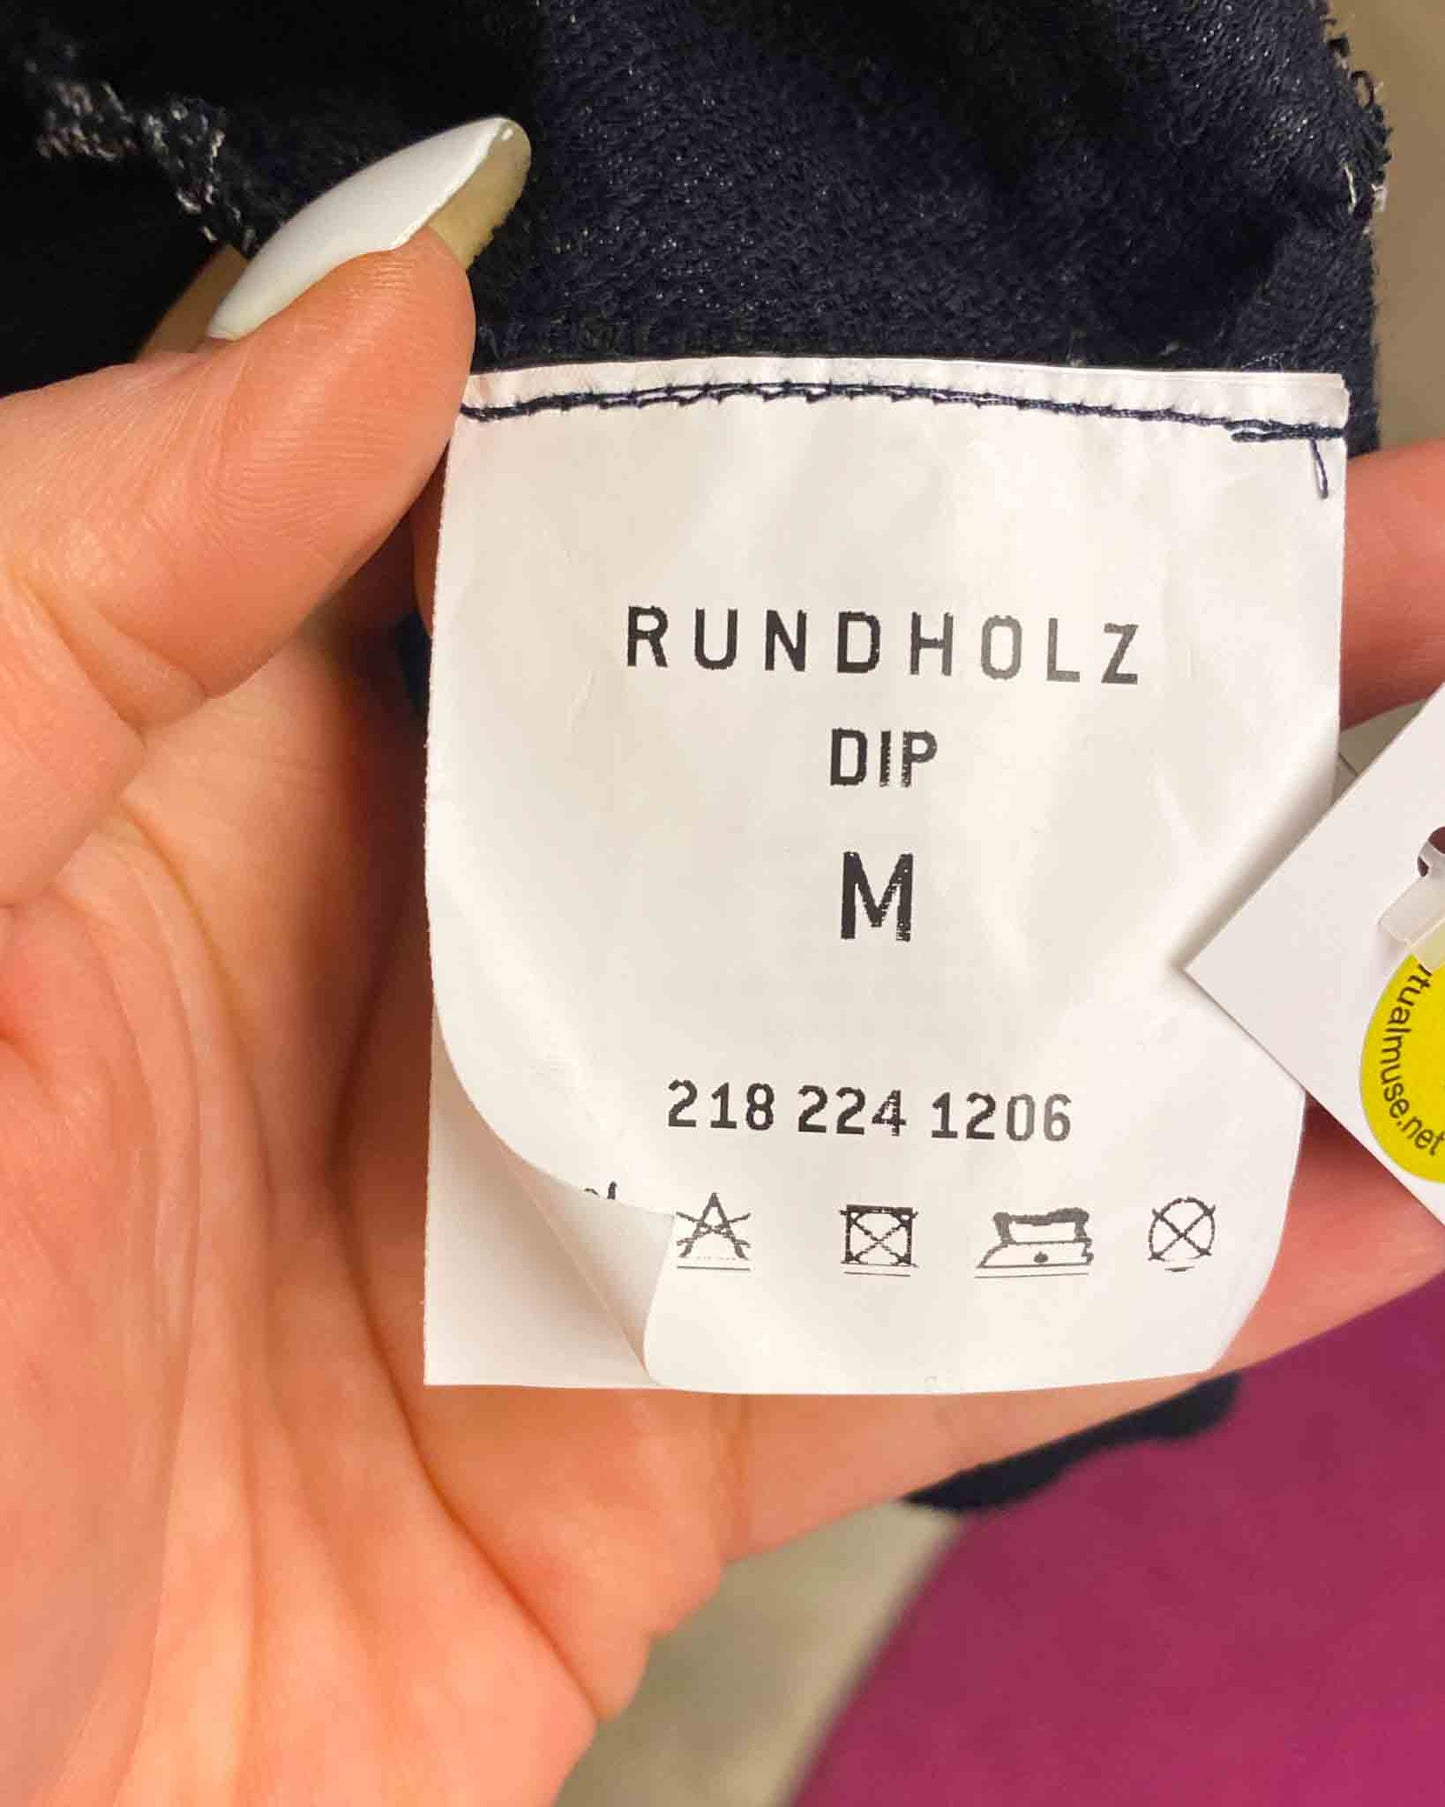 RUNDHOLZ
DIP
M
218 224 1206